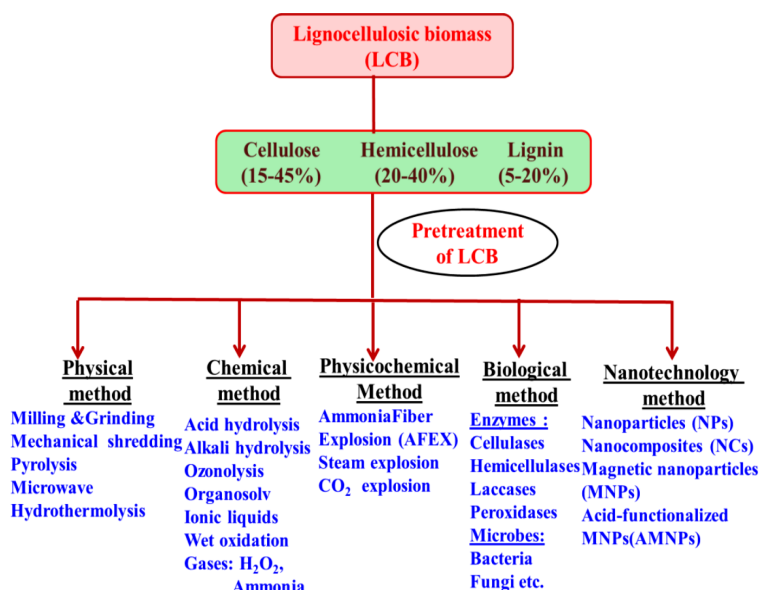 Lignocellulosic biomass
(LCB)
Cellulose
(15-45%)
Hemicellulose
(20-40%)
Lignin
(5-20%)
Pretreatment
of LCB
Physical
method
Milling &Grinding
Mechanical shredding
Pyrolysis
Microwave
Hydrothermolysis
Chemical
method
Acid hydrolysis
Alkali hydrolysis
Ozonolysis
Organosolv
Ionic liquids
Wet oxidation
Gases: H₂O₂,
Ammonia
Physicochemical
Method
AmmoniaFiber
Explosion (AFEX)
Steam explosion
CO₂ explosion
Biological
method
Enzymes :
Cellulases
Hemicellulases
Laccases
Peroxidases
Microbes:
Bacteria
Fungi etc.
Nanotechnology
method
Nanoparticles (NPs)
Nanocomposites (NCs)
Magnetic nanoparticles
(MNPs)
Acid-functionalized
MNPs(AMNPs)